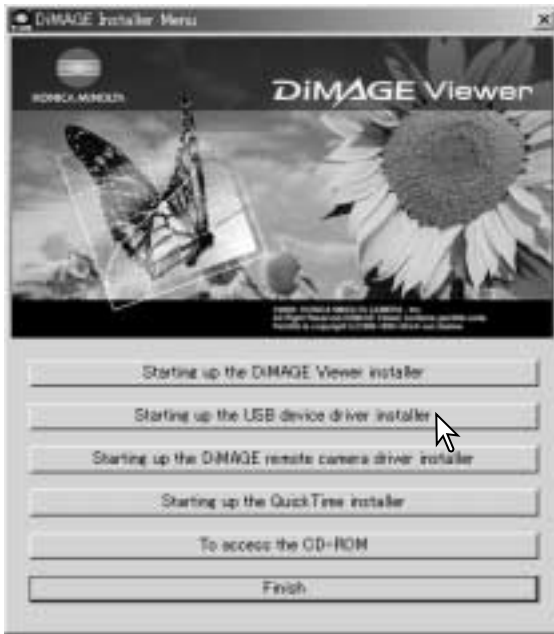 DiMAGE Installer Menu
KONICA MINOLTA
DiMAGE Viewer
Starting up the DiMAGE Viewer installer
Starting up the USB device driver installer
Starting up the DiMAGE remote camera driver installer
Starting up the QuickTime installer
To access the CD-ROM
Finish